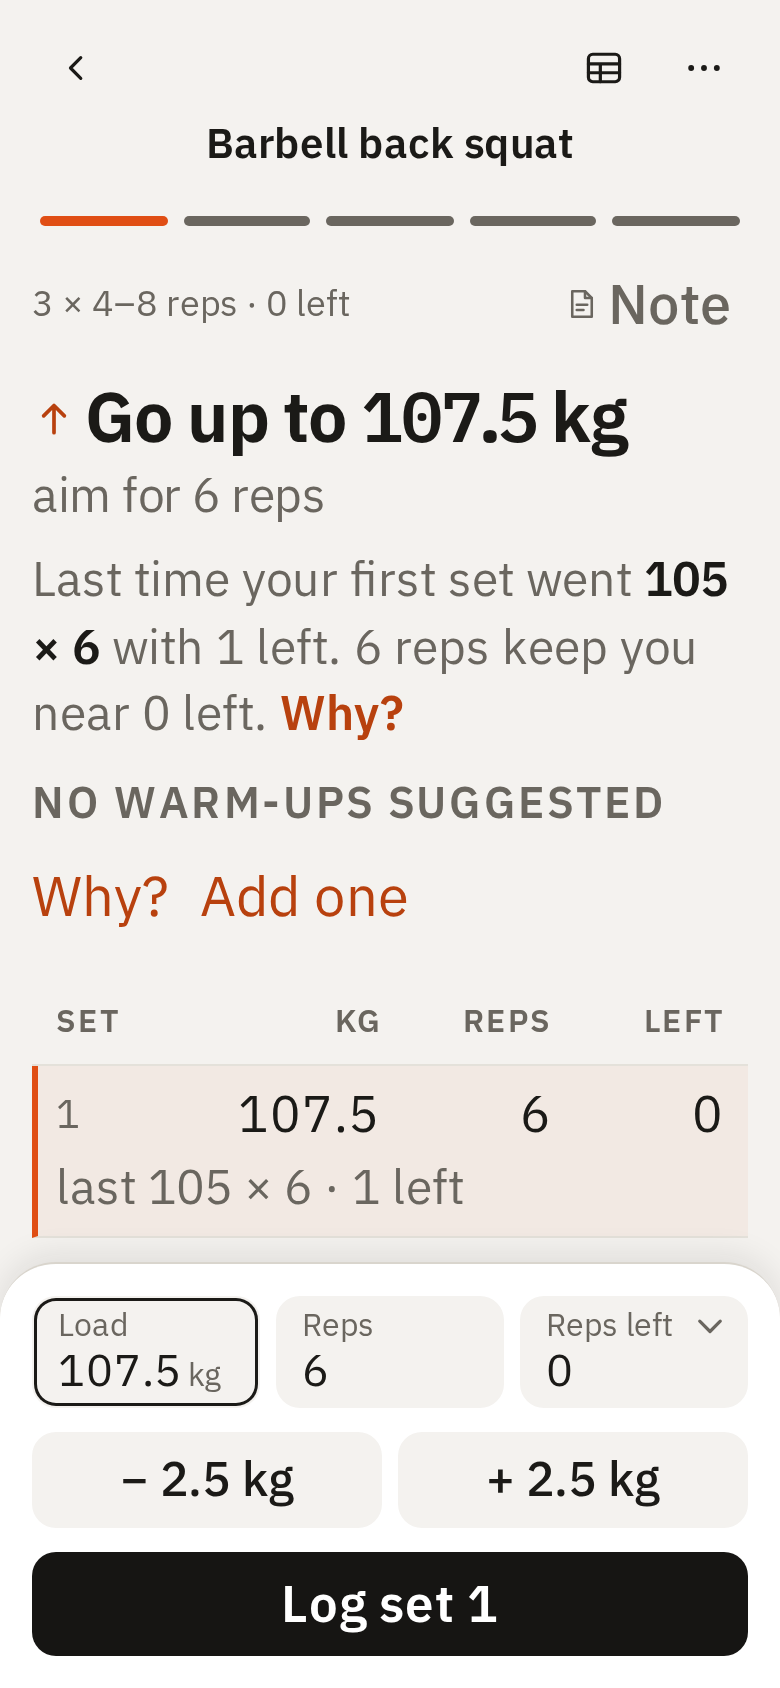 Barbell back squat
3 × 4–8 reps · 0 left
Note
Go up to 107.5 kg
aim for 6 reps
Last time your first set went 105
× 6 with 1 left. 6 reps keep you
near 0 left. Why?
NO WARM-UPS SUGGESTED
Why? Add one
SET KG REPS LEFT
1 107.5 6 0
last 105 × 6 · 1 left
Load Reps Reps left
107.5 kg 6 0
− 2.5 kg + 2.5 kg
Log set 1